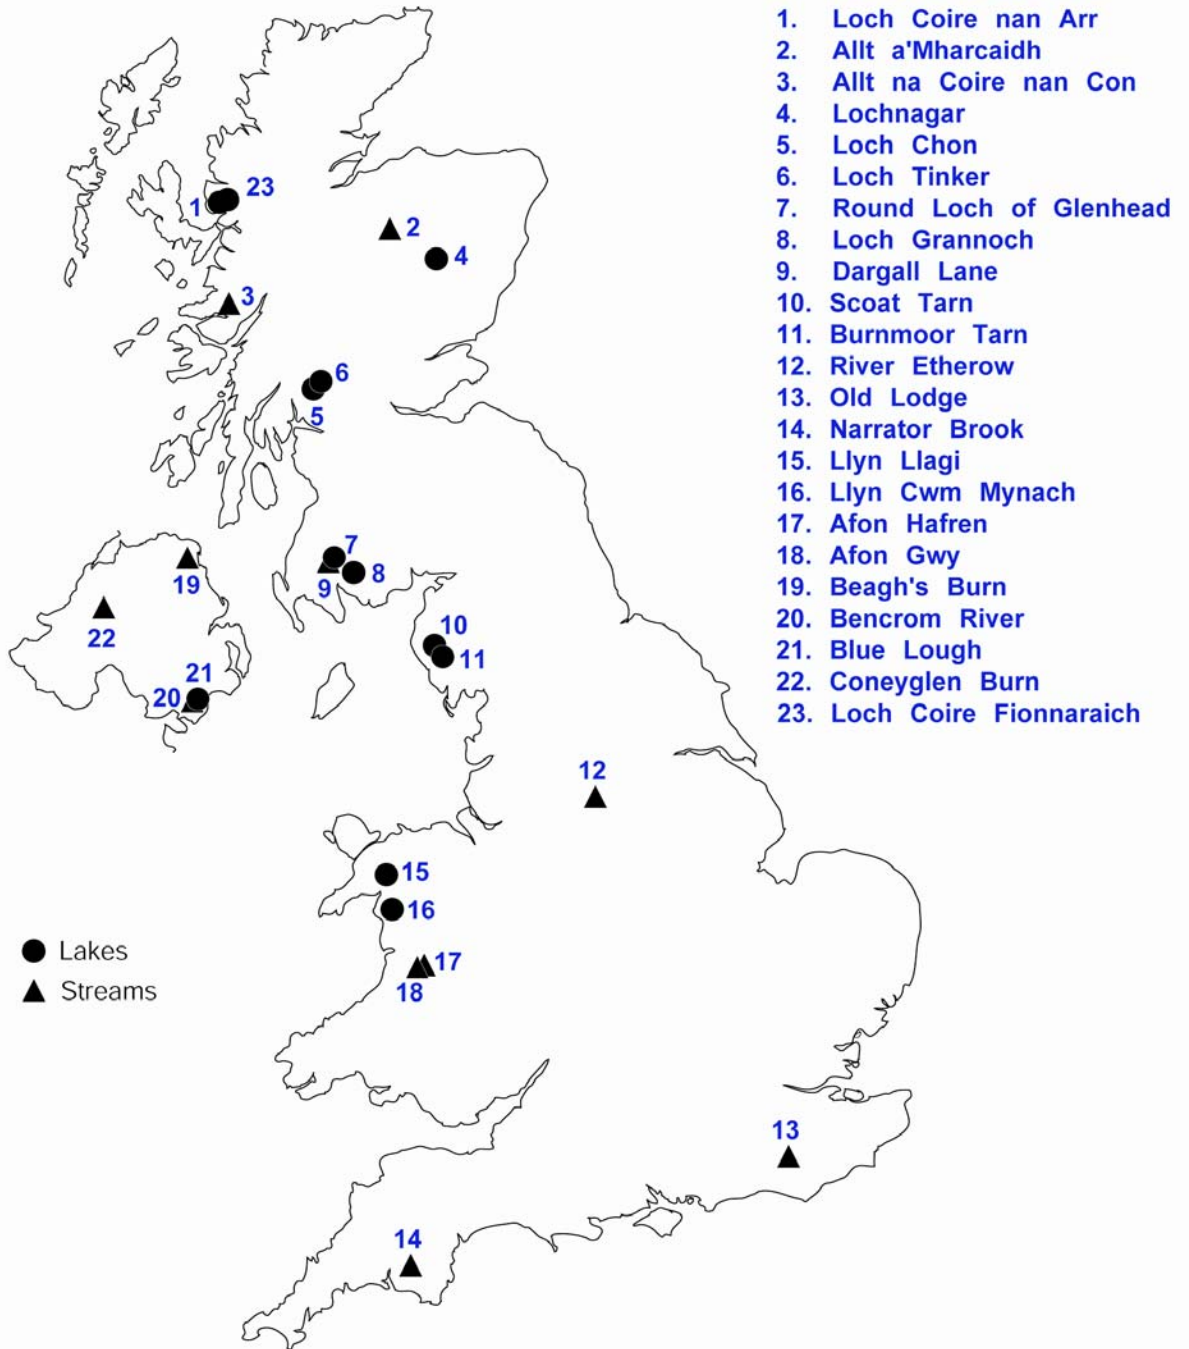 1. Loch Coire nan Arr
2. Allt a'Mharcaidh
3. Allt na Coire nan Con
4. Lochnagar
5. Loch Chon
6. Loch Tinker
7. Round Loch of Glenhead
8. Loch Grannoch
9. Dargall Lane
10. Scoat Tarn
11. Burnmoor Tarn
12. River Etherow
13. Old Lodge
14. Narrator Brook
15. Llyn Llagi
16. Llyn Cwm Mynach
17. Afon Hafren
18. Afon Gwy
19. Beagh's Burn
20. Bencrom River
21. Blue Lough
22. Coneyglen Burn
23. Loch Coire Fionnaraich
23
1
2
4
3
6
5
7
8
9
19
22
10
11
21
20
12
15
16
17
18
13
14
Lakes
Streams